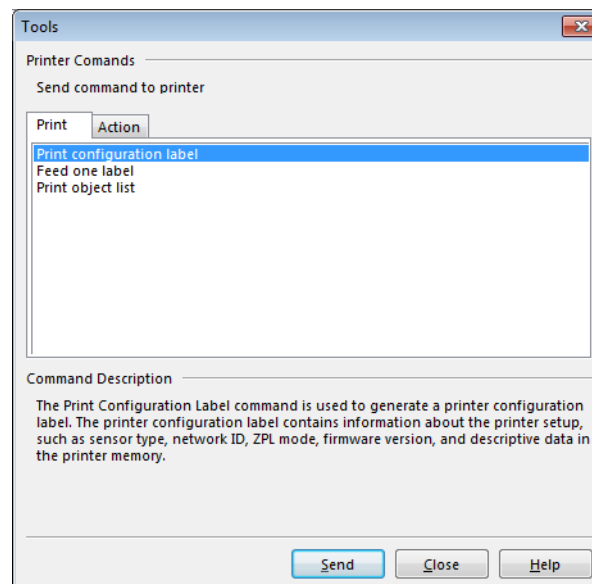 Tools
Printer Comands
Send command to printer
Print
Action
Print configuration label
Feed one label
Print object list
Command Description
The Print Configuration Label command is used to generate a printer configuration
label. The printer configuration label contains information about the printer setup,
such as sensor type, network ID, ZPL mode, firmware version, and descriptive data in
the printer memory.
Send
Close
Help